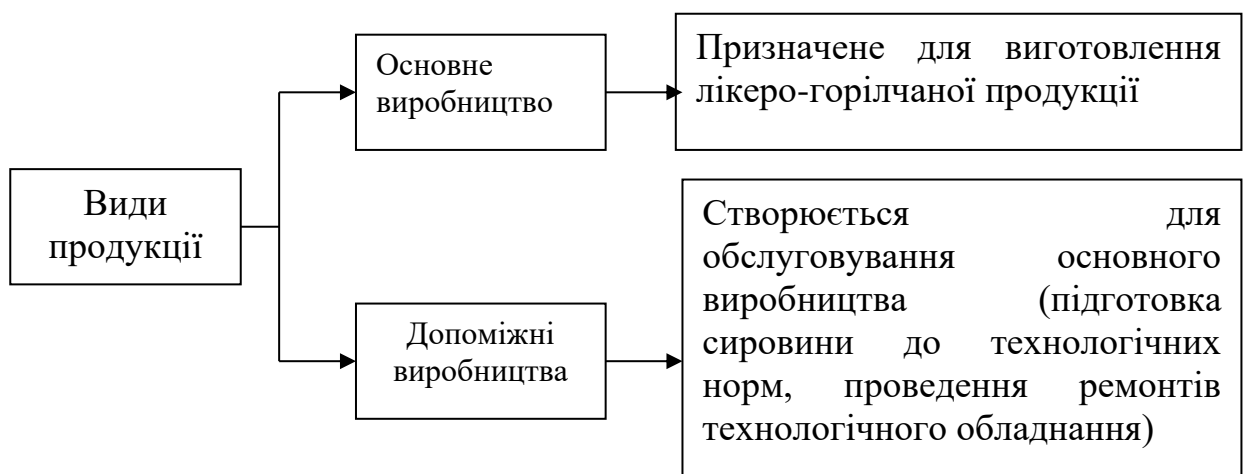 Види
продукції
Основне
виробництво
Призначене для виготовлення
лікеро-горілчаної продукції
Допоміжні
виробництва
Створюється для
обслуговування основного
виробництва (підготовка
сировини до технологічних
норм, проведення ремонтів
технологічного обладнання)